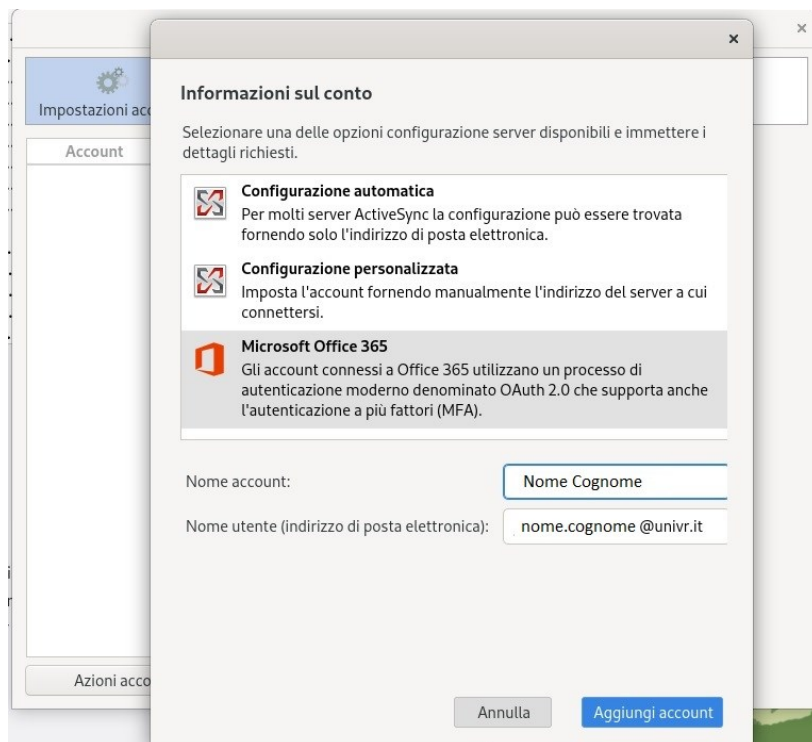 Impostazioni acc
Account
Azioni acco
Informazioni sul conto
Selezionare una delle opzioni configurazione server disponibili e immettere i
dettagli richiesti.
Configurazione automatica
Per molti server ActiveSync la configurazione può essere trovata
fornendo solo l'indirizzo di posta elettronica.
Configurazione personalizzata
Imposta l'account fornendo manualmente l'indirizzo del server a cui
connettersi.
Microsoft Office 365
Gli account connessi a Office 365 utilizzano un processo di
autenticazione moderno denominato OAuth 2.0 che supporta anche
l'autenticazione a più fattori (MFA).
Nome account: Nome Cognome
Nome utente (indirizzo di posta elettronica): nome.cognome @univr.it
Annulla Aggiungi account